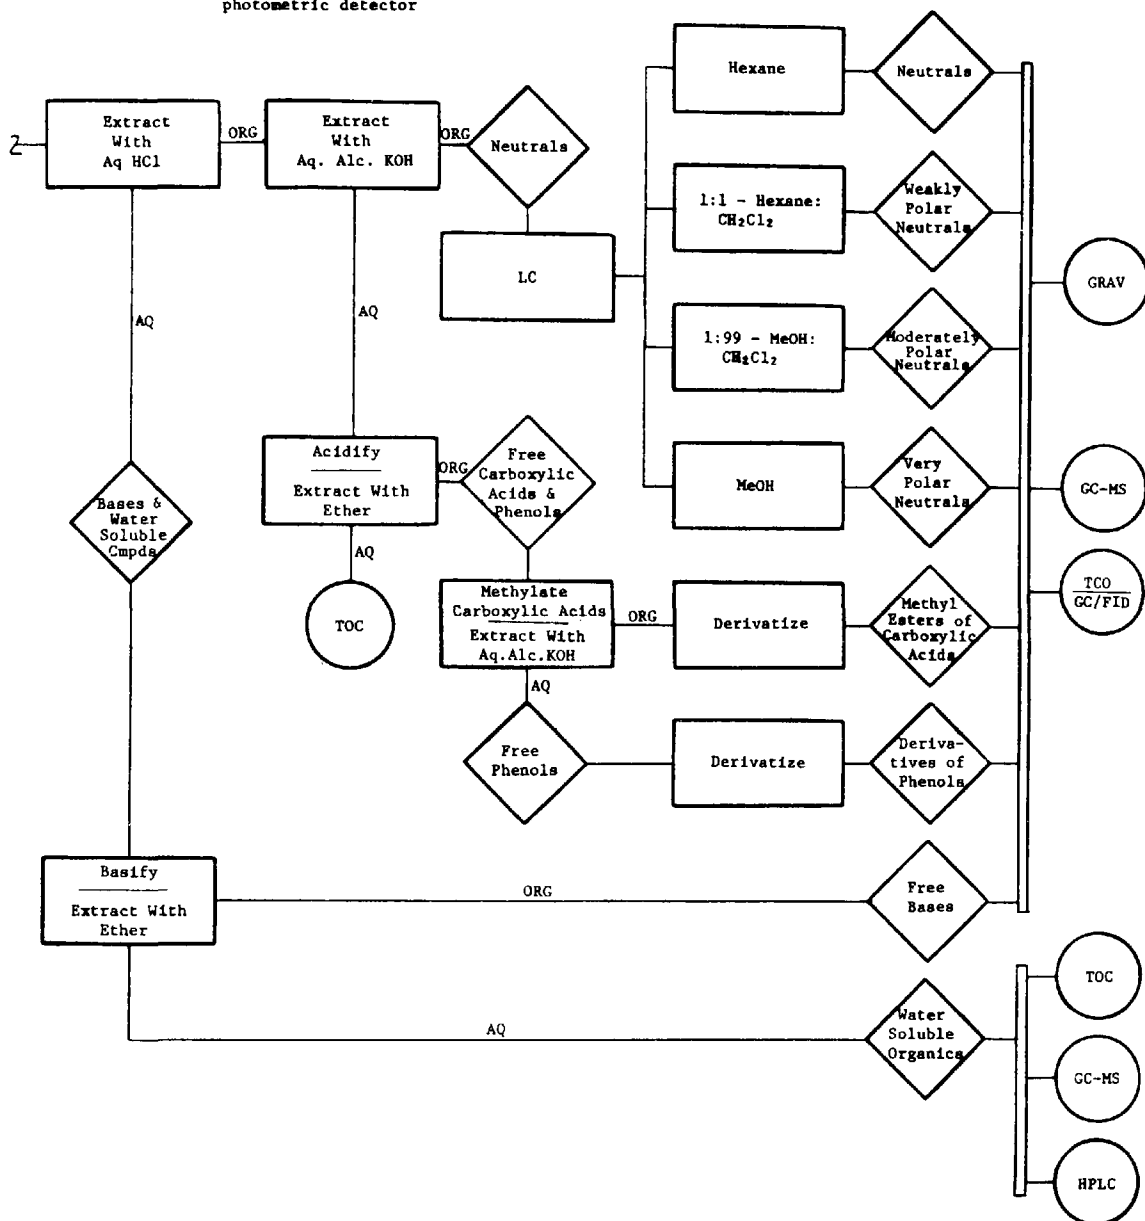 photometric detector
2
Extract
With
Aq HCl
ORG
Extract
With
Aq. Alc. KOH
ORG
Neutrals
LC
Hexane
Neutrals
1:1 - Hexane:
CH₂Cl₂
Weakly
Polar
Neutrals
1:99 - MeOH:
CH₂Cl₂
Moderately
Polar
Neutrals
MeOH
Very
Polar
Neutrals
GRAV
GC-MS
TCO
GC/FID
AQ
AQ
Bases &
Water
Soluble
Cmpds
Acidify
Extract With
Ether
ORG
Free
Carboxylic
Acids &
Phenols
AQ
TOC
Methylate
Carboxylic Acids
Extract With
Aq.Alc.KOH
ORG
Derivatize
Methyl
Esters of
Carboxylic
Acids
AQ
Free
Phenols
Derivatize
Deriva-
tives of
Phenols
Basify
Extract With
Ether
ORG
Free
Bases
AQ
Water
Soluble
Organics
TOC
GC-MS
HPLC